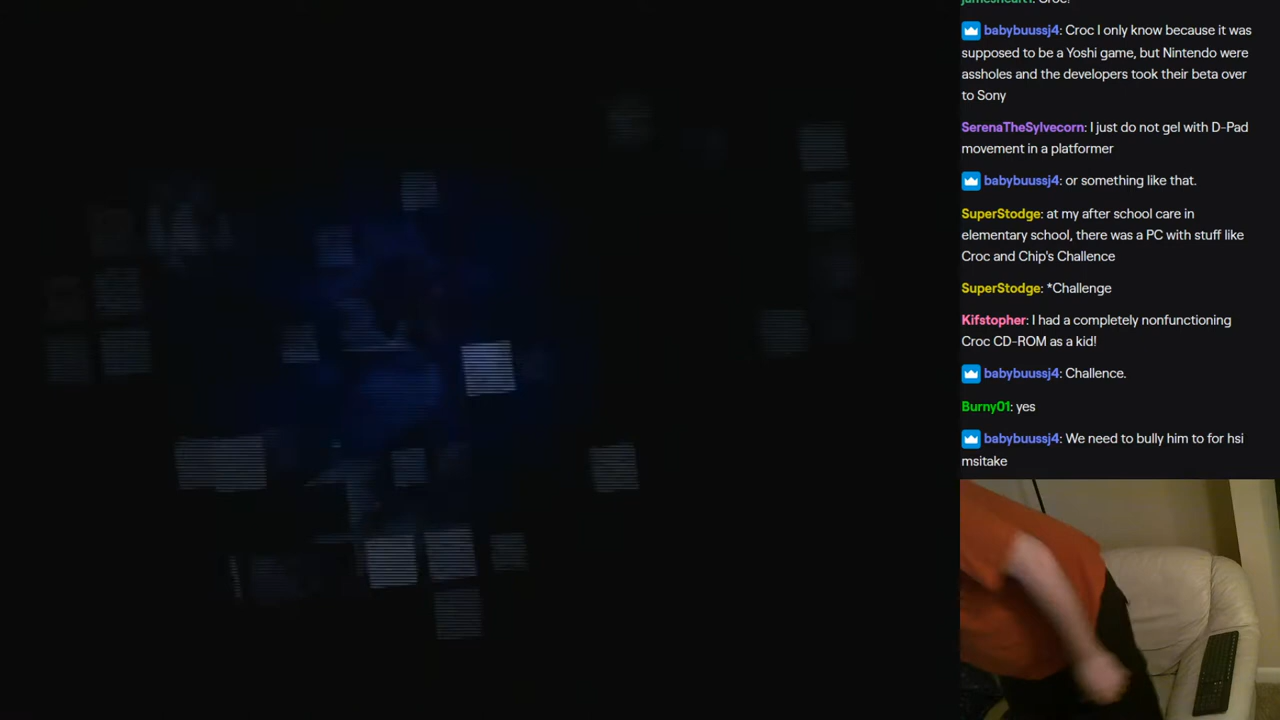 jamesheart1: Croc!
babybuussj4: Croc I only know because it was
supposed to be a Yoshi game, but Nintendo were
assholes and the developers took their beta over
to Sony
SerenaTheSylvecorn: I just do not gel with D-Pad
movement in a platformer
babybuussj4: or something like that.
SuperStodge: at my after school care in
elementary school, there was a PC with stuff like
Croc and Chip's Challence
SuperStodge: *Challenge
Kifstopher: I had a completely nonfunctioning
Croc CD-ROM as a kid!
babybuussj4: Challence.
Burny01: yes
babybuussj4: We need to bully him to for hsi
msitake